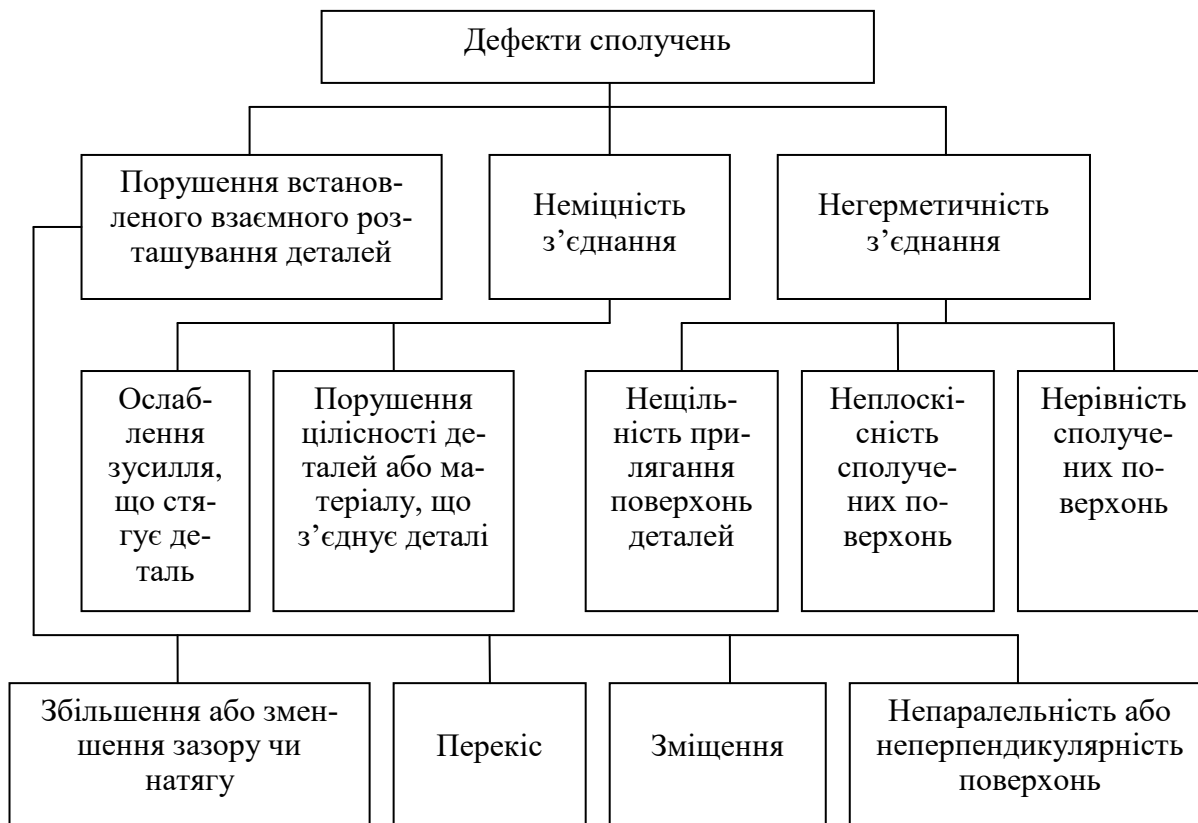 Дефекти сполучень
Порушення встанов-
леного взаємного роз-
ташування деталей
Неміцність
з’єднання
Негерметичність
з’єднання
Ослаб-
лення
зусилля,
що стя-
гує де-
таль
Порушення
цілісності де-
талей або ма-
теріалу, що
з’єднує деталі
Нещіль-
ність при-
лягання
поверхонь
деталей
Неплоскі-
сність
сполуче-
них по-
верхонь
Нерівність
сполуче-
них по-
верхонь
Збільшення або змен-
шення зазору чи
натягу
Перекіс
Зміщення
Непаралельність або
неперпендикулярність
поверхонь